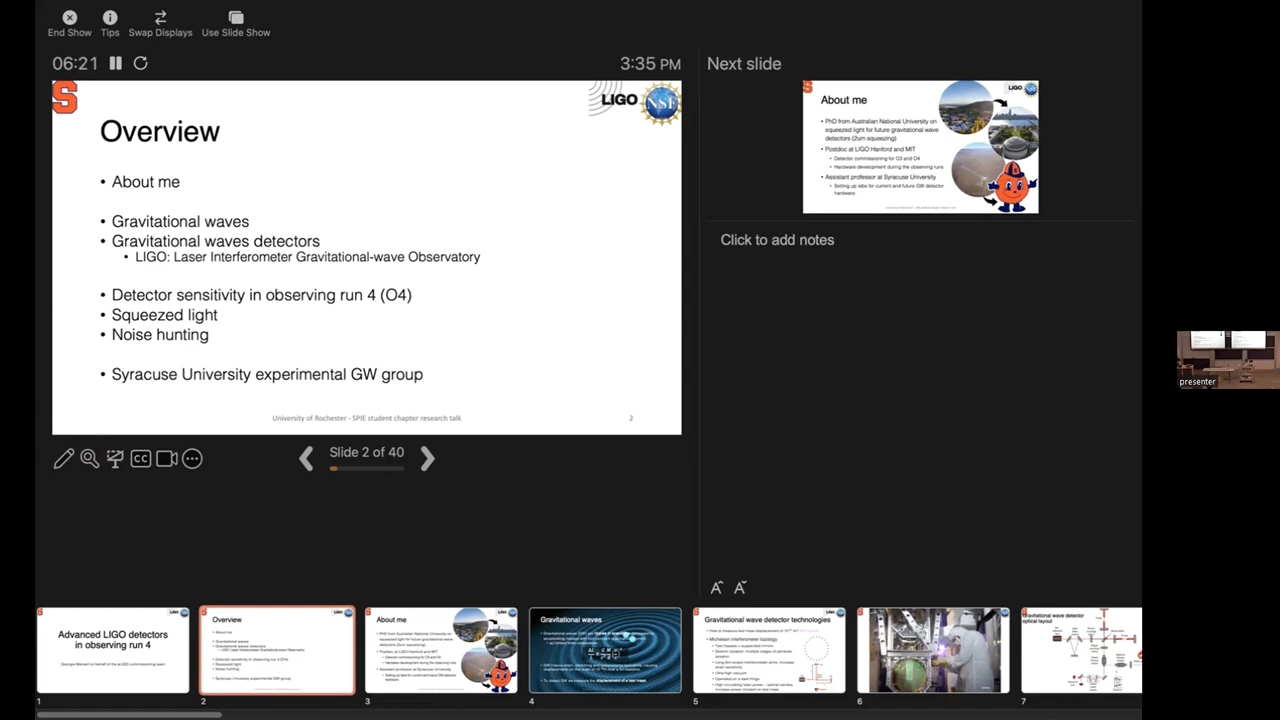 End Show
Tips
Swap Displays
Use Slide Show
06:21
3:35 PM
Next slide
S
LIGO
NSF
Overview
• About me
• Gravitational waves
• Gravitational waves detectors
• LIGO: Laser Interferometer Gravitational-wave Observatory
• Detector sensitivity in observing run 4 (O4)
• Squeezed light
• Noise hunting
• Syracuse University experimental GW group
University of Rochester - SPIE student chapter research talk
2
CC
Slide 2 of 40
S
LIGO
About me
• PhD from Australian National University on
squeezed light for future gravitational wave
detectors (2um squeezing)
• Postdoc at LIGO Hanford and MIT
• Detector commissioning for O3 and O4
• Hardware development during the observing runs
• Assistant professor at Syracuse University
• Setting up labs for current and future GW detector
hardware
Click to add notes
presenter
Advanced LIGO detectors
in observing run 4
Overview
About me
Gravitational waves
Gravitational wave detector technologies
Gravitational wave detector
optical layout
1
2
3
4
5
6
7